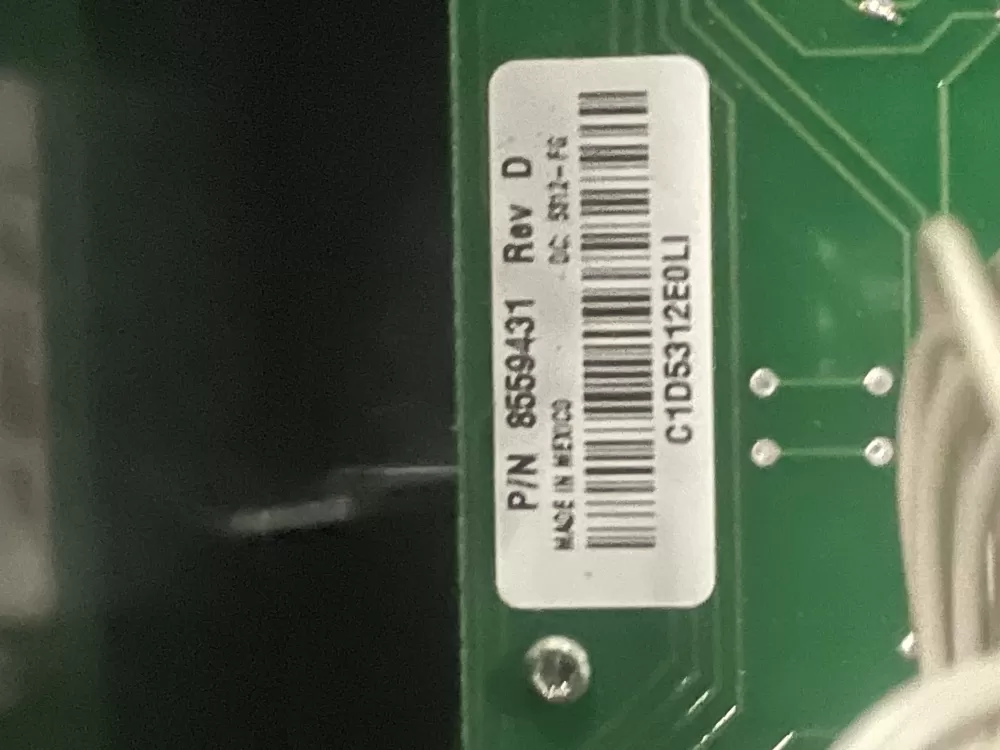 P/N 8559431 Rev D
MADE IN MEXICO - DC: 5312-FG
C1D5312E0LI